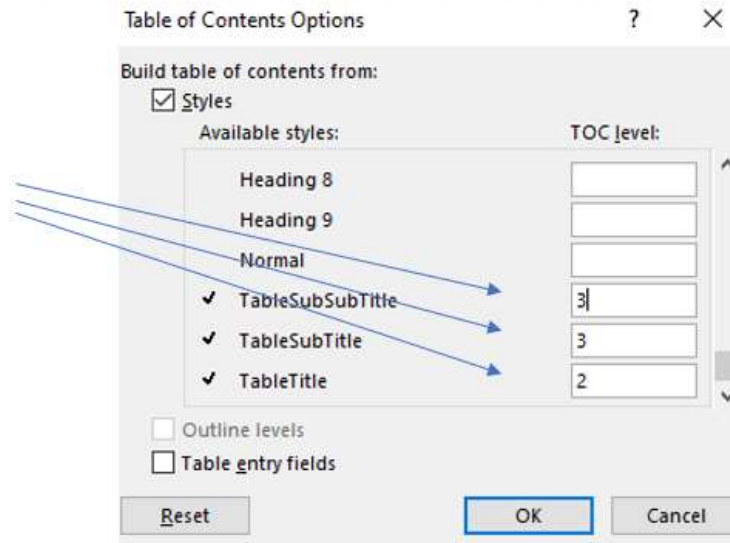 Table of Contents Options ? ×
Build table of contents from:
Styles
Available styles: TOC level:
Heading 8
Heading 9
Normal
TableSubSubTitle 3
TableSubTitle 3
TableTitle 2
Outline levels
Table entry fields
Reset OK Cancel